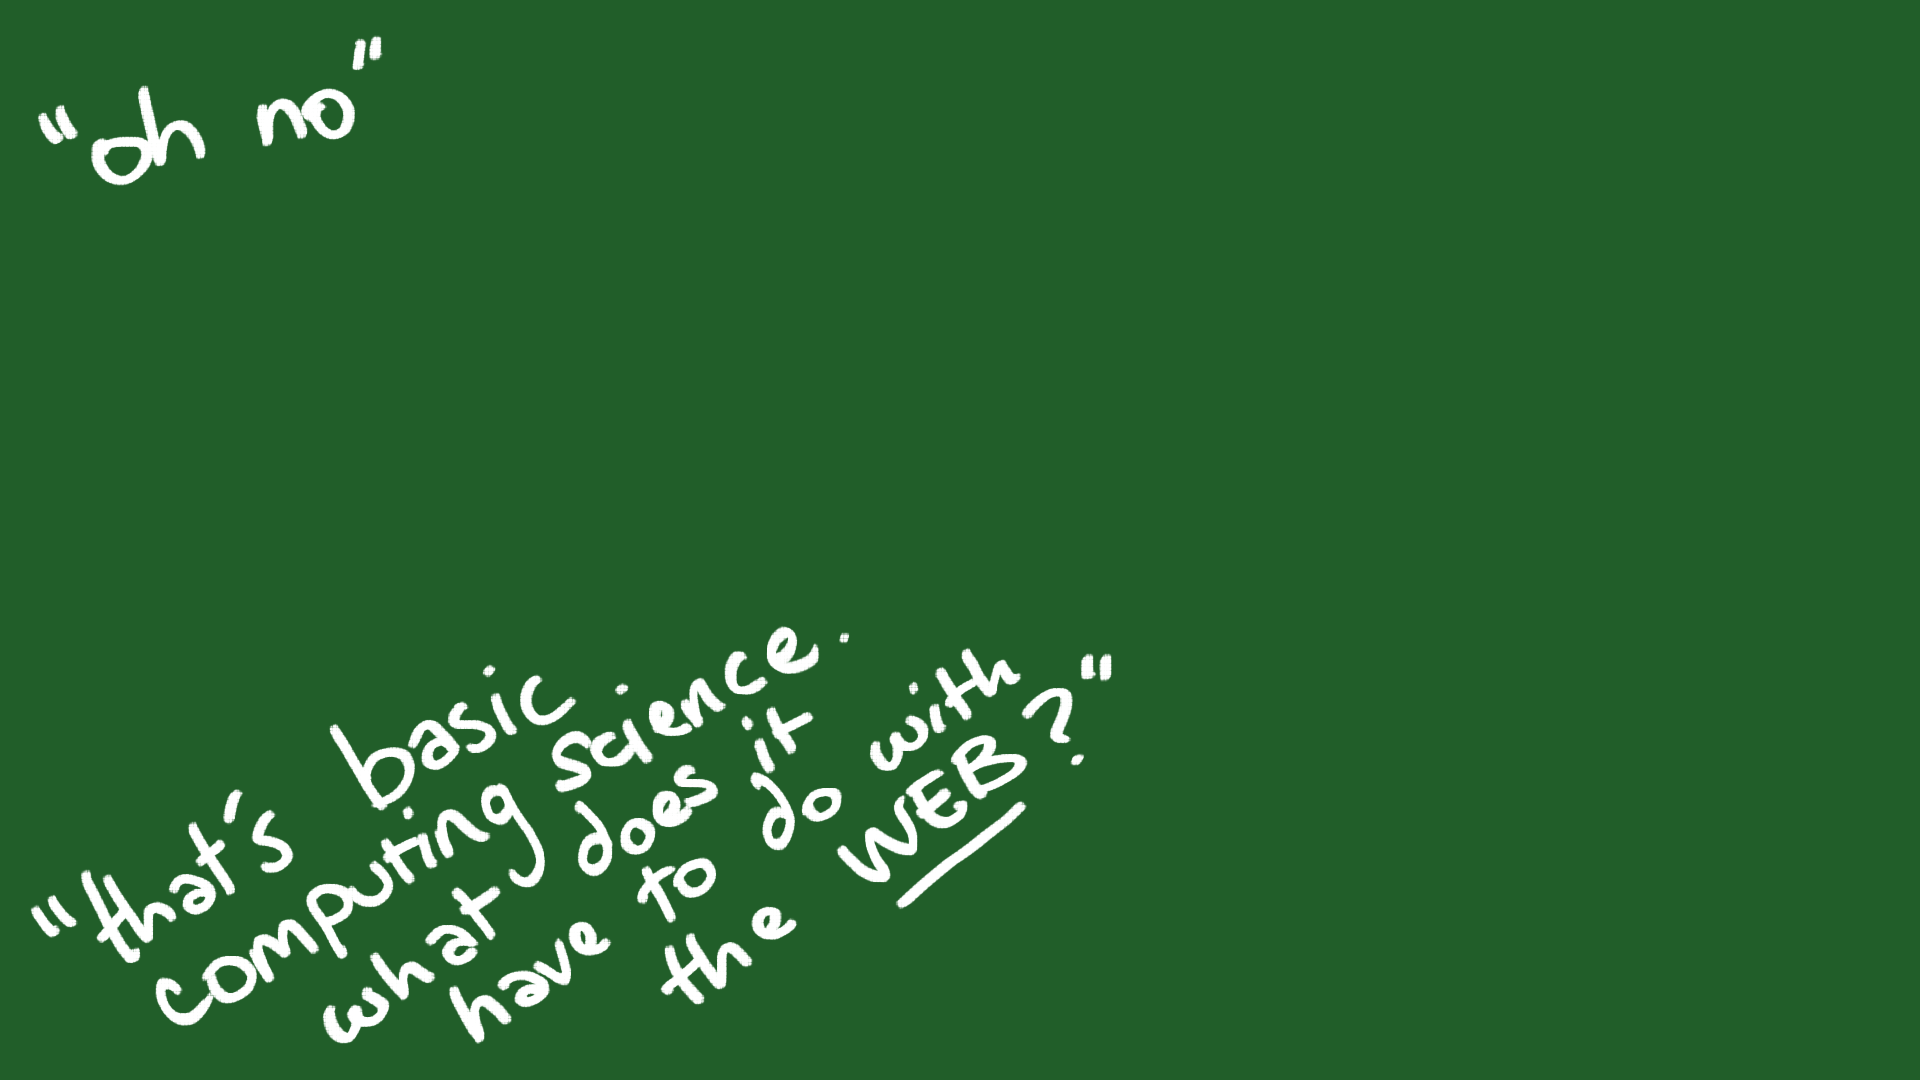 "oh no"
"that's basic
computing science.
what does it
have to do with
the WEB?"